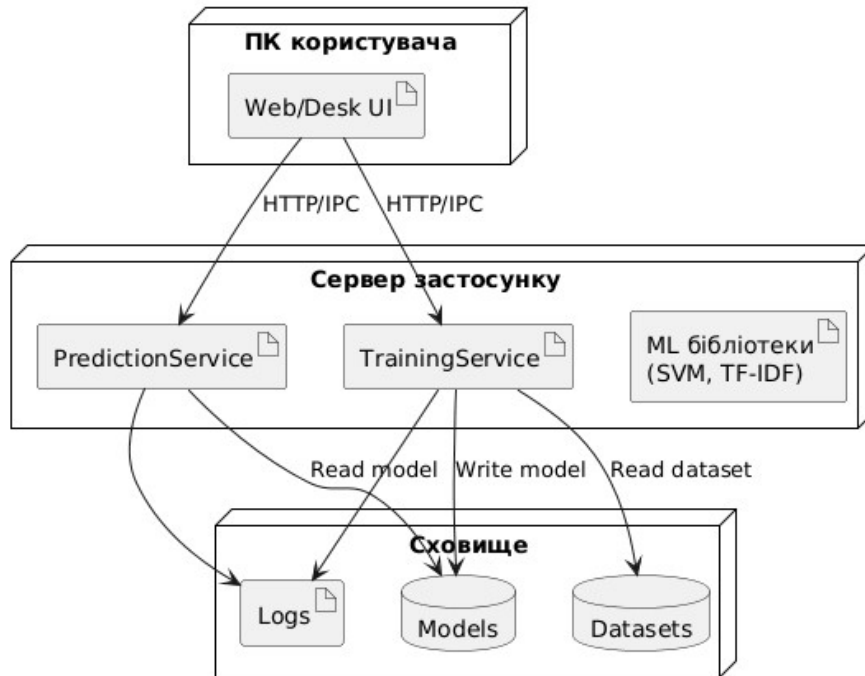 ПК користувача
Web/Desk UI
HTTP/IPC
HTTP/IPC
Сервер застосунку
PredictionService
TrainingService
ML бібліотеки
(SVM, TF-IDF)
Read model
Write model
Read dataset
Сховище
Logs
Models
Datasets